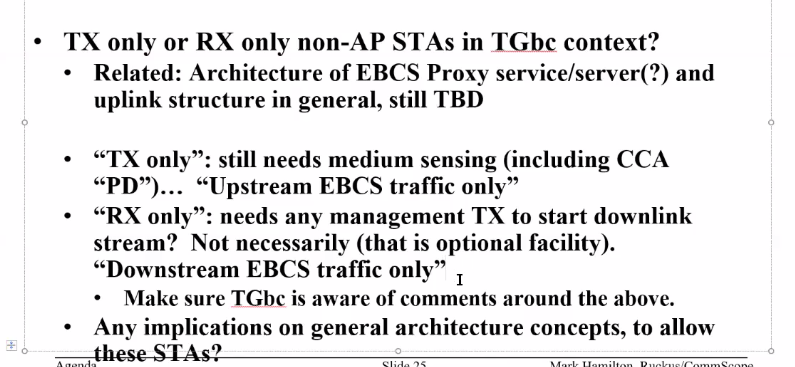 • TX only or RX only non-AP STAs in TGbc context?
• Related: Architecture of EBCS Proxy service/server(?) and
uplink structure in general, still TBD
• “TX only”: still needs medium sensing (including CCA
“PD”)… “Upstream EBCS traffic only”
• “RX only”: needs any management TX to start downlink
stream? Not necessarily (that is optional facility).
“Downstream EBCS traffic only”
• Make sure TGbc is aware of comments around the above.
• Any implications on general architecture concepts, to allow
these STAs?
Agenda Slide 25 Mark Hamilton, Ruckus/CommScope